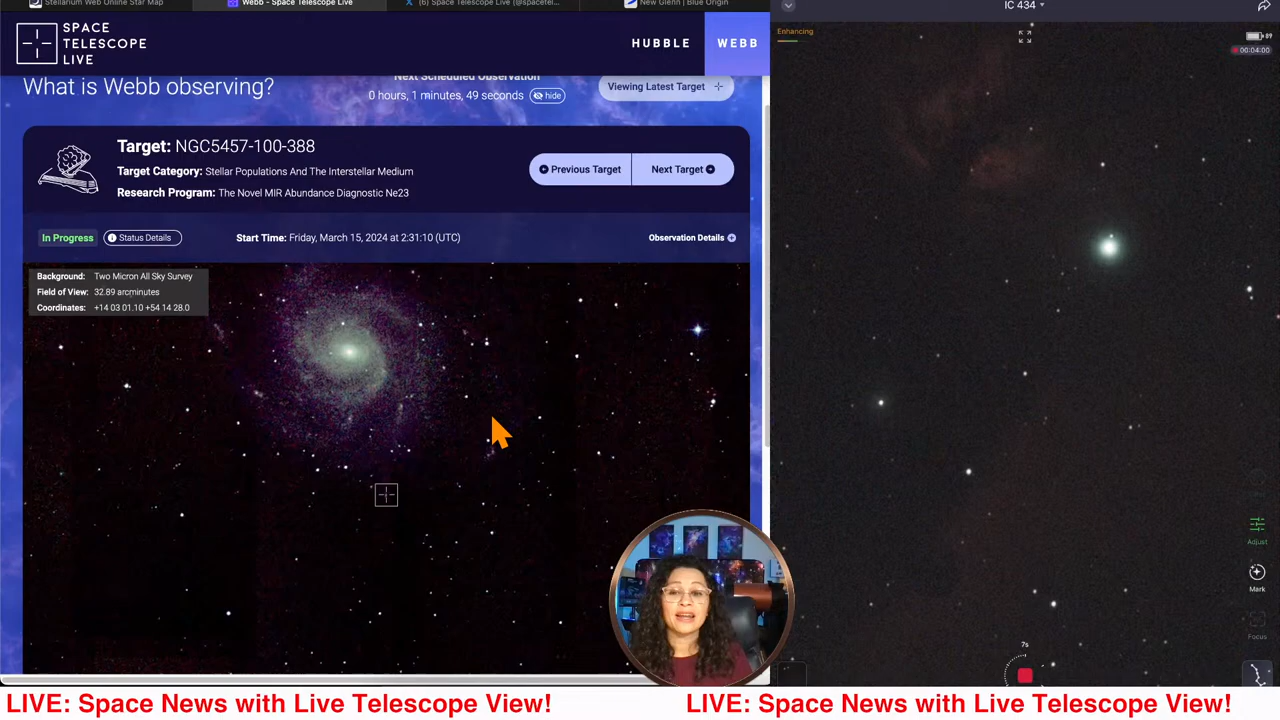 Stellarium Web Online Star Map
Webb - Space Telescope Live
(6) Space Telescope Live (@spacetel...
New Glenn | Blue Origin
SPACE
TELESCOPE
LIVE
HUBBLE
WEBB
What is Webb observing?
Next Scheduled Observation
0 hours, 1 minutes, 49 seconds
hide
Viewing Latest Target
Target: NGC5457-100-388
Target Category: Stellar Populations And The Interstellar Medium
Research Program: The Novel MIR Abundance Diagnostic Ne23
Previous Target
Next Target
In Progress
Status Details
Start Time: Friday, March 15, 2024 at 2:31:10 (UTC)
Observation Details
Background: Two Micron All Sky Survey
Field of View: 32.89 arcminutes
Coordinates: +14 03 01.10 +54 14 28.0
IC 434
Enhancing
89
00:04:00
Adjust
Mark
Focus
7s
LIVE: Space News with Live Telescope View!
LIVE: Space News with Live Telescope View!